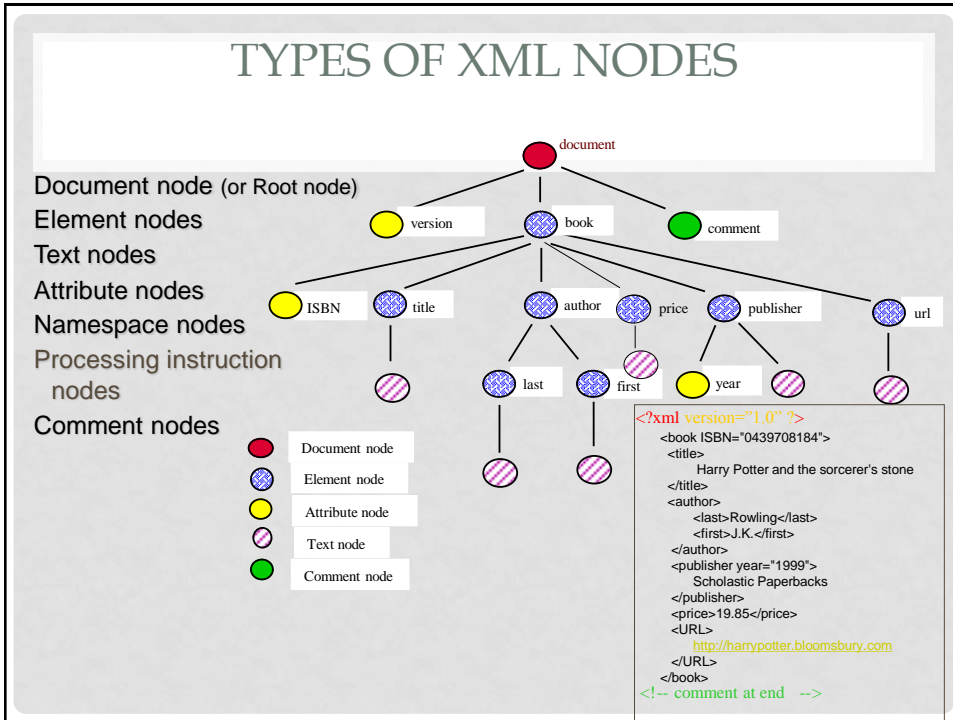 TYPES OF XML NODES
document
Document node (or Root node)
Element nodes
Text nodes
Attribute nodes
Namespace nodes
Processing instruction
nodes
Comment nodes
version
book
comment
ISBN
title
author
price
publisher
url
last
first
year
Document node
Element node
Attribute node
Text node
Comment node
<?xml version="1.0" ?>
<book ISBN="0439708184">
<title>
Harry Potter and the sorcerer's stone
</title>
<author>
<last>Rowling</last>
<first>J.K.</first>
</author>
<publisher year="1999">
Scholastic Paperbacks
</publisher>
<price>19.85</price>
<URL>
http://harrypotter.bloomsbury.com
</URL>
</book>
<!-- comment at end -->